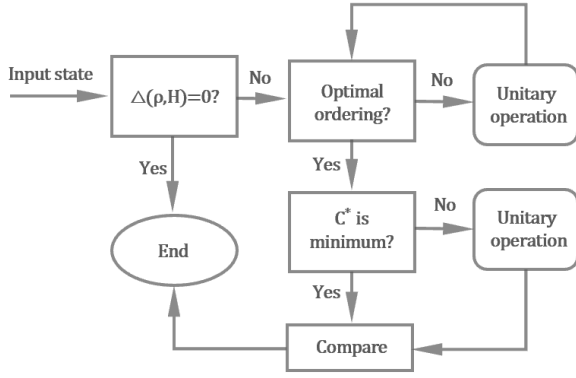 Input state
△(ρ,H)=0?
No
Optimal
ordering?
No
Unitary
operation
Yes
Yes
End
C* is
minimum?
No
Unitary
operation
Yes
Compare